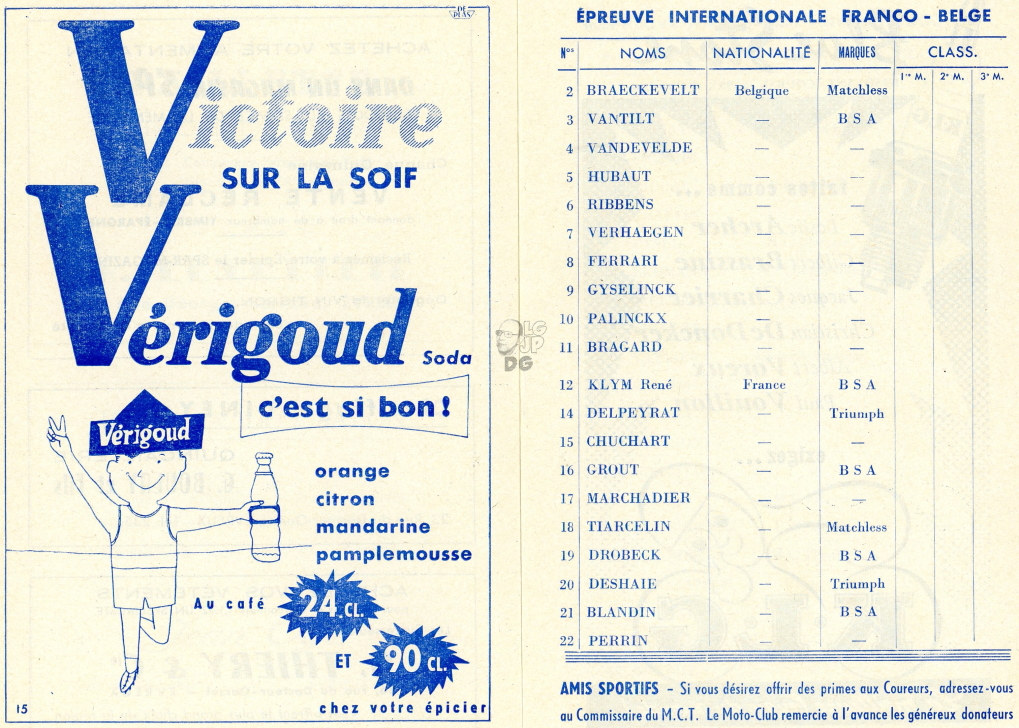 DE PLAS
Victoire
SUR LA SOIF
Vérigoud Soda
c'est si bon !
Vérigoud
orange
citron
mandarine
pamplemousse
Au café 24 CL.
ET 90 CL.
chez votre épicier
15
ÉPREUVE INTERNATIONALE FRANCO - BELGE
Nos NOMS NATIONALITÉ MARQUES CLASS.
1re M. 2e M. 3e M.
2 BRAECKEVELT Belgique Matchless
3 VANTILT — B S A
4 VANDEVELDE — —
5 HUBAUT — —
6 RIBBENS — —
7 VERHAEGEN — —
8 FERRARI — —
9 GYSELINCK — —
10 PALINCKX — —
11 BRAGARD — —
12 KLYM René France B S A
14 DELPEYRAT — Triumph
15 CHUCHART — —
16 GROUT — B S A
17 MARCHADIER — —
18 TIARCELIN — Matchless
19 DROBECK — B S A
20 DESHAIE — Triumph
21 BLANDIN — B S A
22 PERRIN — —
AMIS SPORTIFS - Si vous désirez offrir des primes aux Coureurs, adressez-vous
au Commissaire du M.C.T. Le Moto-Club remercie à l'avance les généreux donateurs
LG
JP
DG